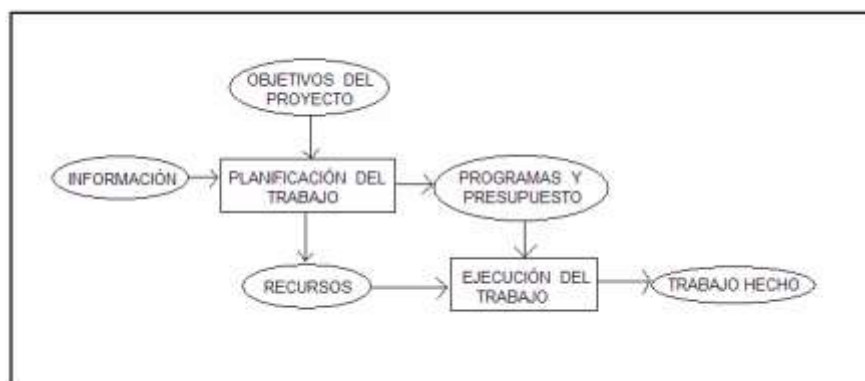 OBJETIVOS DEL
PROYECTO
INFORMACIÓN
PLANIFICACIÓN DEL
TRABAJO
PROGRAMAS Y
PRESUPUESTO
RECURSOS
EJECUCIÓN DEL
TRABAJO
TRABAJO HECHO